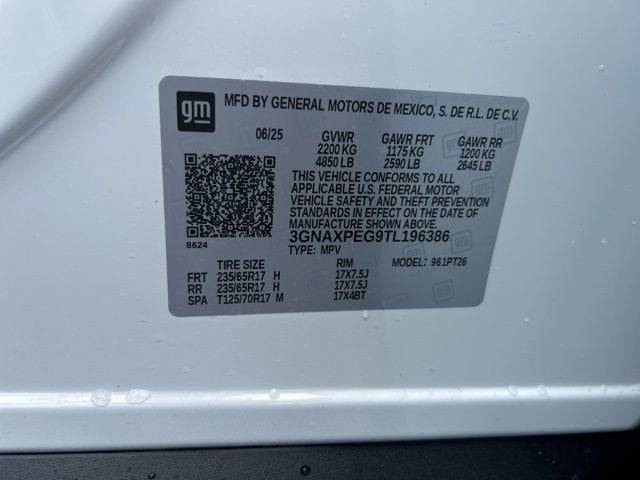 gm MFD BY GENERAL MOTORS DE MEXICO, S. DE R.L. DE C.V.
06/25 GVWR GAWR FRT GAWR RR
2200 KG 1175 KG 1200 KG
4850 LB 2590 LB 2645 LB
THIS VEHICLE CONFORMS TO ALL
APPLICABLE U.S. FEDERAL MOTOR
VEHICLE SAFETY AND THEFT PREVENTION
STANDARDS IN EFFECT ON THE DATE OF
MANUFACTURE SHOWN ABOVE.
3GNAXPEG9TL196386
8624
TYPE: MPV
TIRE SIZE RIM MODEL: 961PT26
FRT 235/65R17 H 17X7.5J
RR 235/65R17 H 17X7.5J
SPA T125/70R17 M 17X4BT